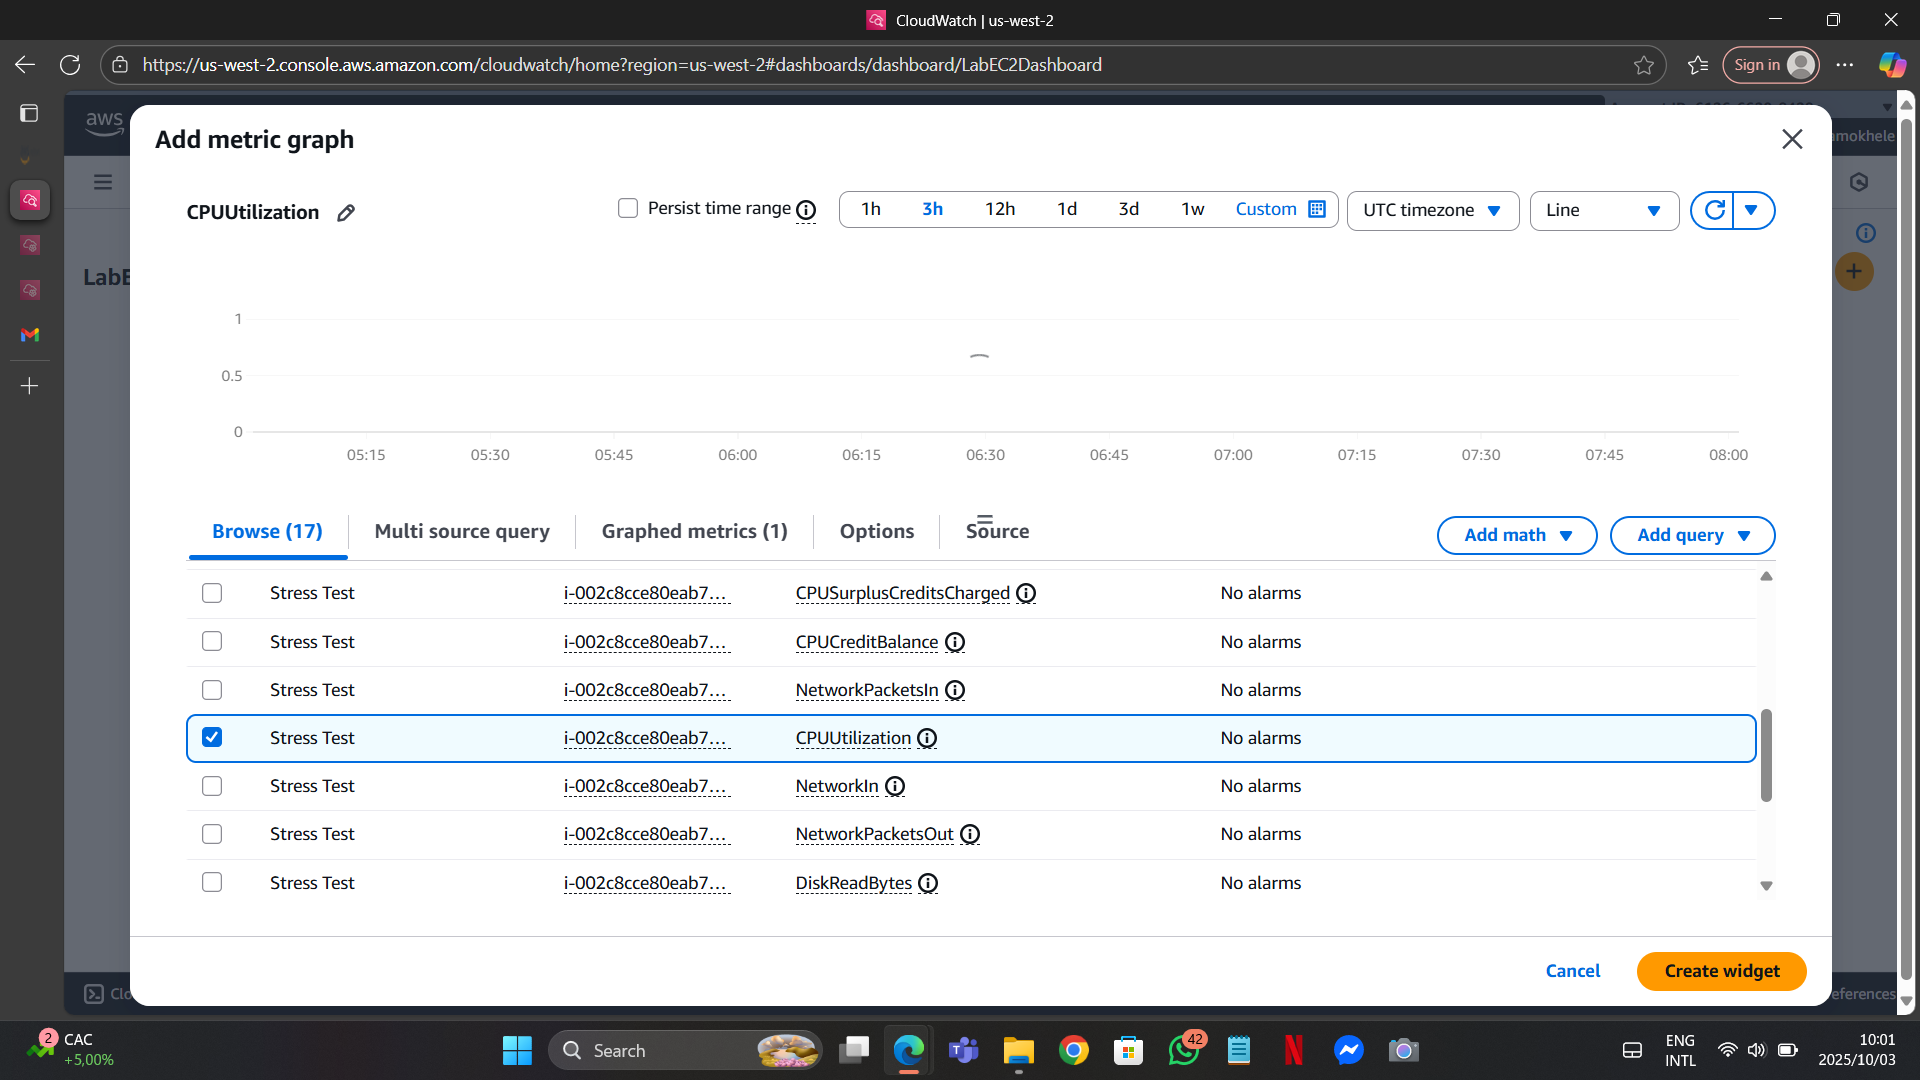 CloudWatch | us-west-2
https://us-west-2.console.aws.amazon.com/cloudwatch/home?region=us-west-2#dashboards/dashboard/LabEC2Dashboard
Sign in
aws
mokhele
Add metric graph
CPUUtilization
Persist time range
1h 3h 12h 1d 3d 1w Custom
UTC timezone
Line
LabE
1
0.5
0
05:15 05:30 05:45 06:00 06:15 06:30 06:45 07:00 07:15 07:30 07:45 08:00
Browse (17) Multi source query Graphed metrics (1) Options Source
Add math Add query
Stress Test i-002c8cce80eab7... CPUSurplusCreditsCharged No alarms
Stress Test i-002c8cce80eab7... CPUCreditBalance No alarms
Stress Test i-002c8cce80eab7... NetworkPacketsIn No alarms
Stress Test i-002c8cce80eab7... CPUUtilization No alarms
Stress Test i-002c8cce80eab7... NetworkIn No alarms
Stress Test i-002c8cce80eab7... NetworkPacketsOut No alarms
Stress Test i-002c8cce80eab7... DiskReadBytes No alarms
Cancel Create widget
Clo
eferences
2
CAC
+5,00%
Search
42
ENG
INTL
10:01
2025/10/03